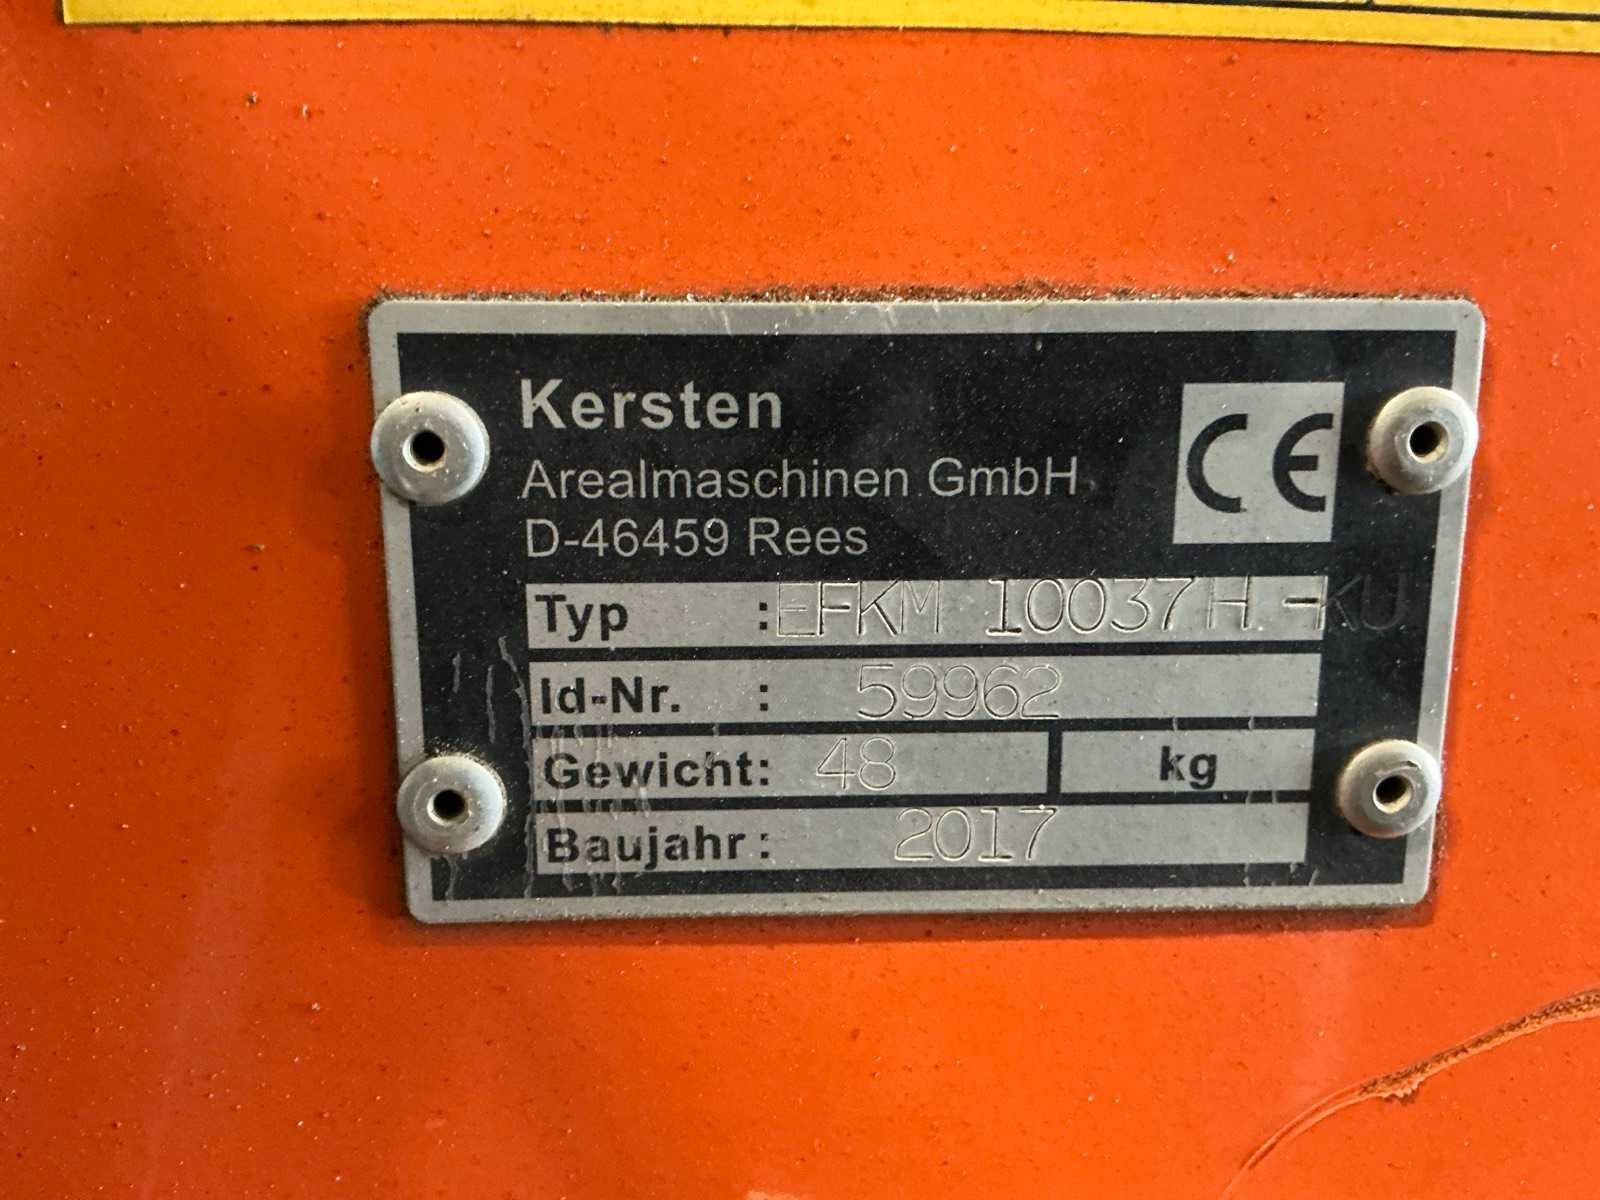 Kersten
CE
Arealmaschinen GmbH
D-46459 Rees
Typ : EFKM 10037 H -KU
Id-Nr. : 59962
Gewicht: 48 kg
Baujahr: 2017